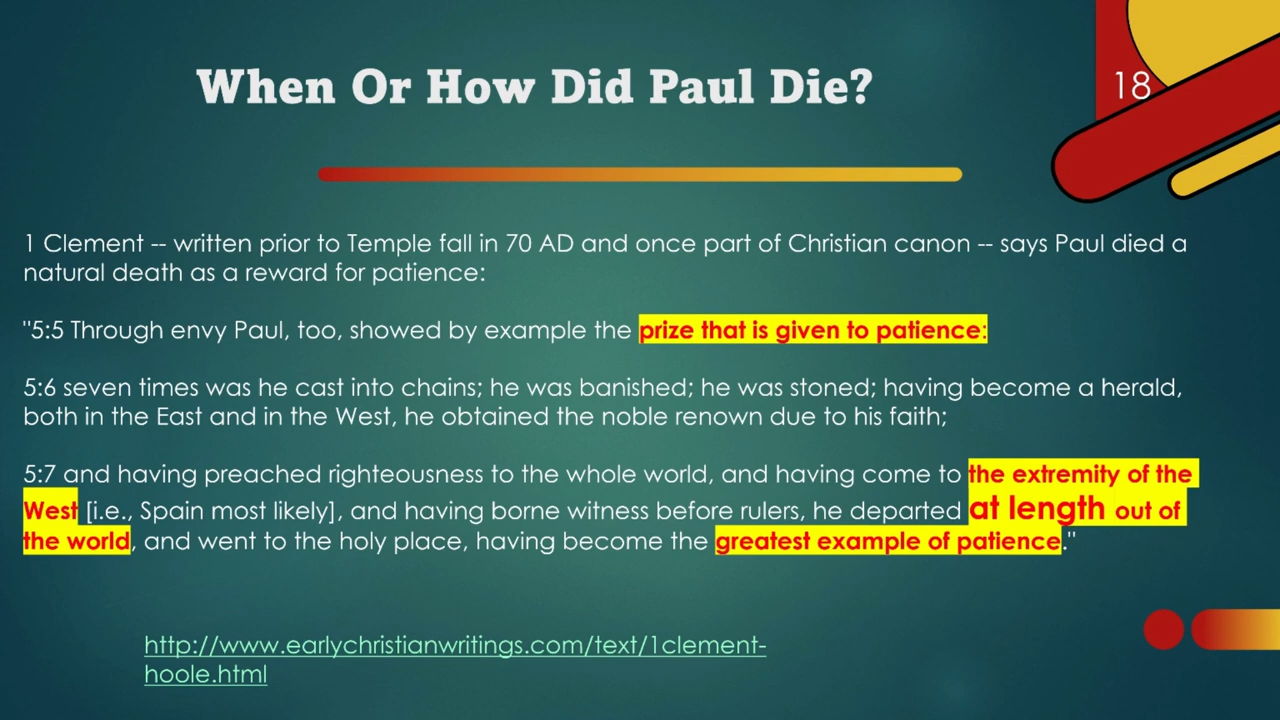 When Or How Did Paul Die?
18
1 Clement -- written prior to Temple fall in 70 AD and once part of Christian canon -- says Paul died a
natural death as a reward for patience:
"5:5 Through envy Paul, too, showed by example the prize that is given to patience:
5:6 seven times was he cast into chains; he was banished; he was stoned; having become a herald,
both in the East and in the West, he obtained the noble renown due to his faith;
5:7 and having preached righteousness to the whole world, and having come to the extremity of the
West [i.e., Spain most likely], and having borne witness before rulers, he departed at length out of
the world, and went to the holy place, having become the greatest example of patience."
http://www.earlychristianwritings.com/text/1clement-
hoole.html